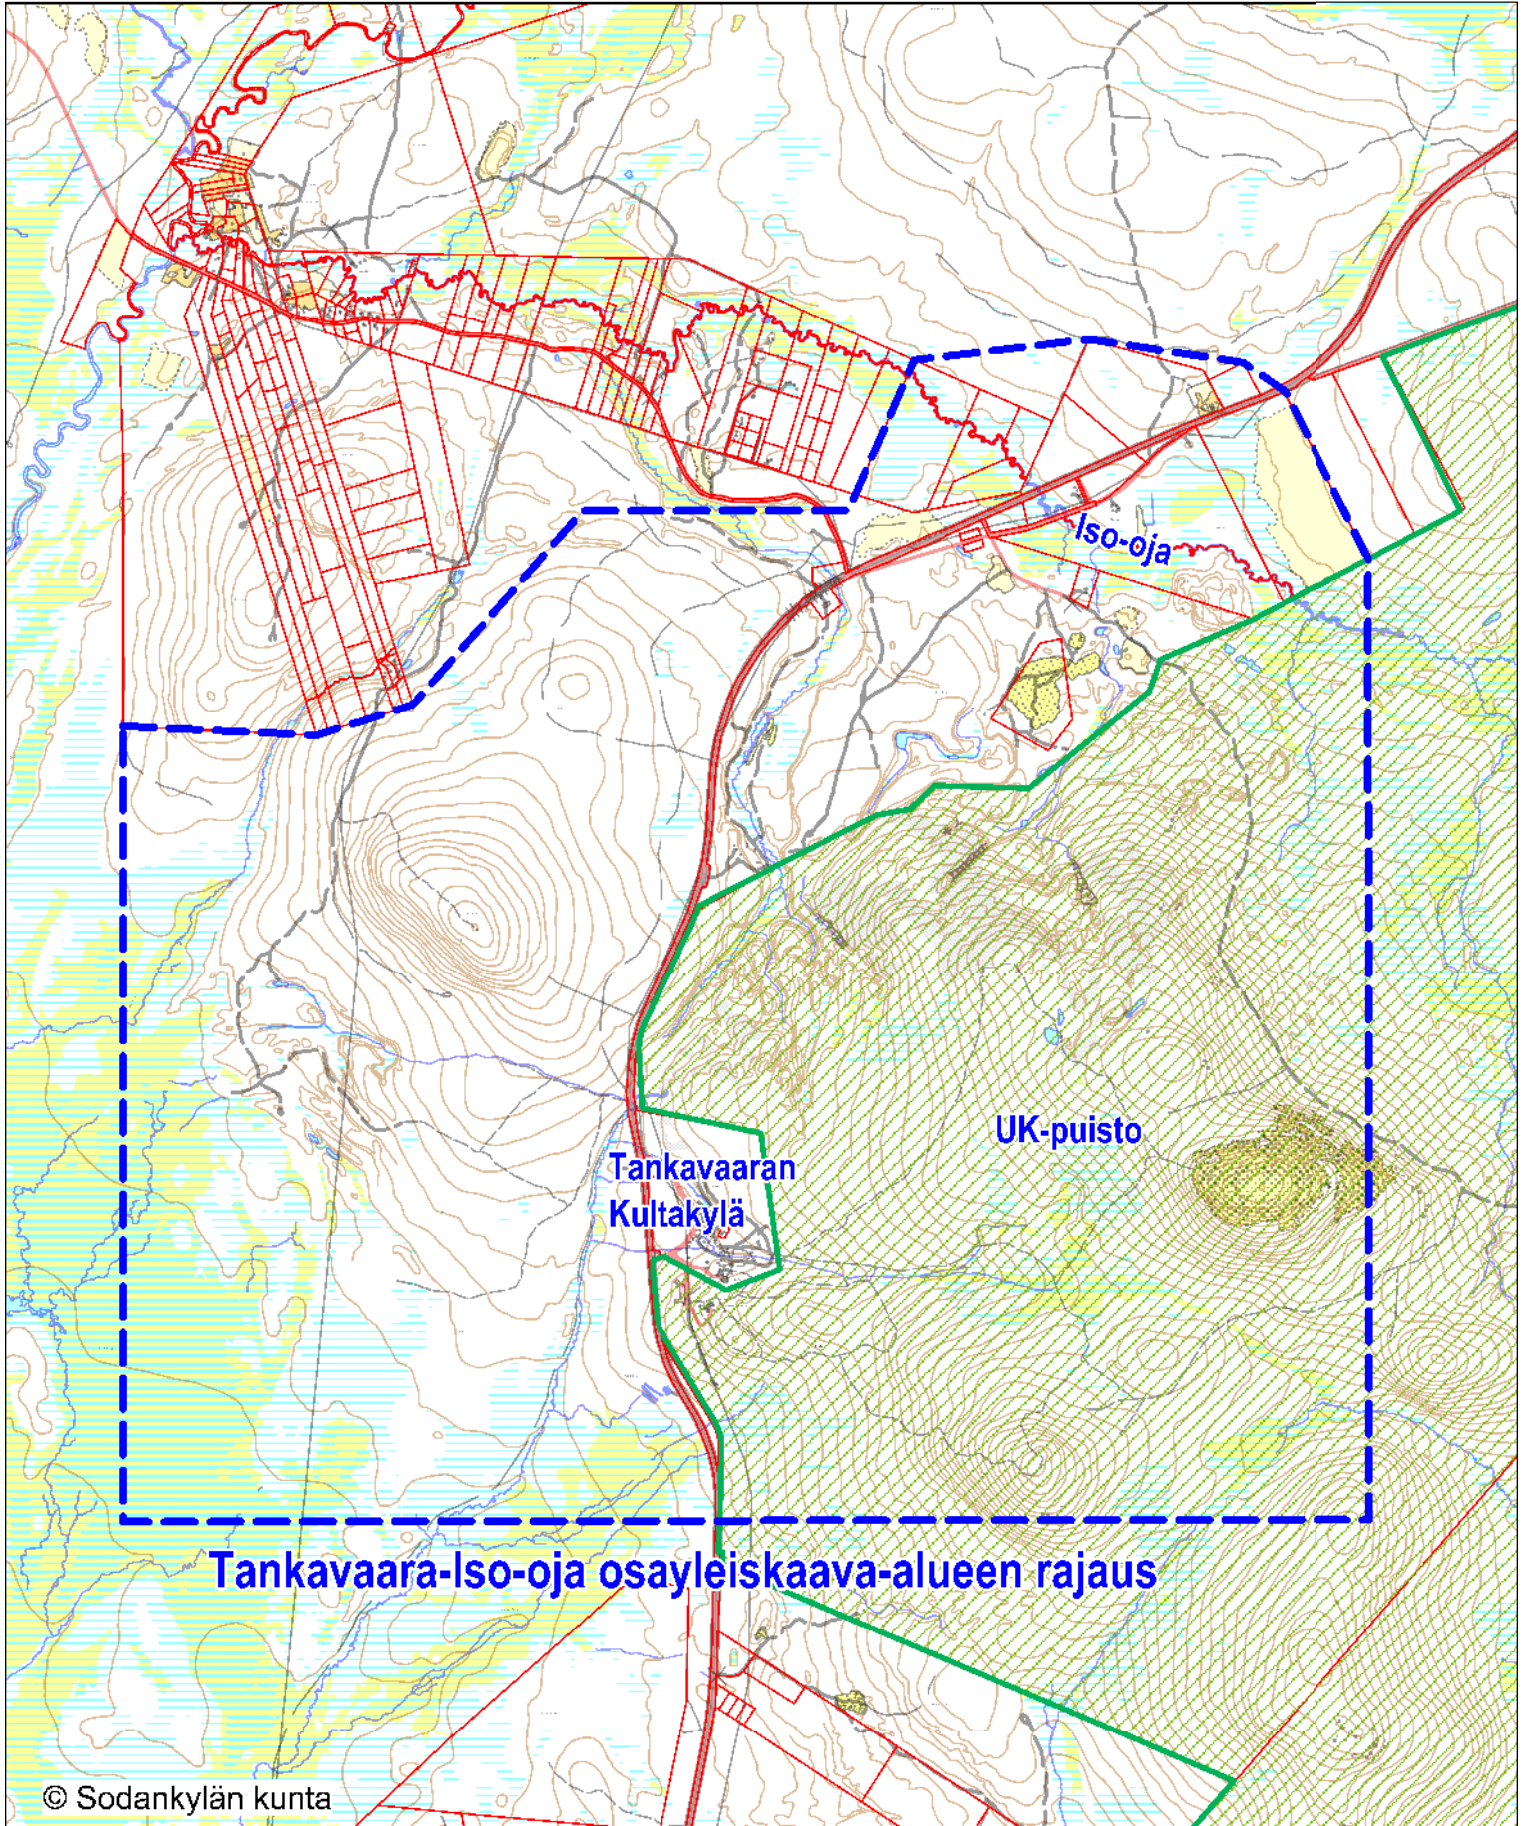 Iso-oja
UK-puisto
Tankavaaran
Kultakylä
Tankavaara-Iso-oja osayleiskaava-alueen rajaus
© Sodankylän kunta